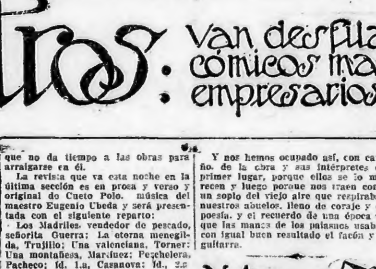 tros:
van desfila
cómicos ma
empresarios
que no da tiempo a las obras para
arraigarse en él.
La revista que va esta noche en la
última sección es en prosa y verso y
original de Cueto Polo. música del
maestro Eugenio Ubeda y será presen-
tada con el siguiente reparto:
Los Madriles, vendedor de pescado,
señorita Guerra; La otrora menegil-
da, Trujillo; Una valenciana, Torner;
Una montañesa, Martínez; Pescadora,
Pacheco; Id. 1.a, Casanova; Id.,
Y nos hemos ocupado así, con ca
ño, de la obra y sus intérpretes
primer lugar, porque ellos se lo m
recen y luego porque nos traen com
un soplo del viejo aire que respirab
nuestros abuelos, lleno de coraje y
poesía, y el recuerdo de una época
que las manos de los paisanos usab
con igual buen resultado el facón y
guitarra.